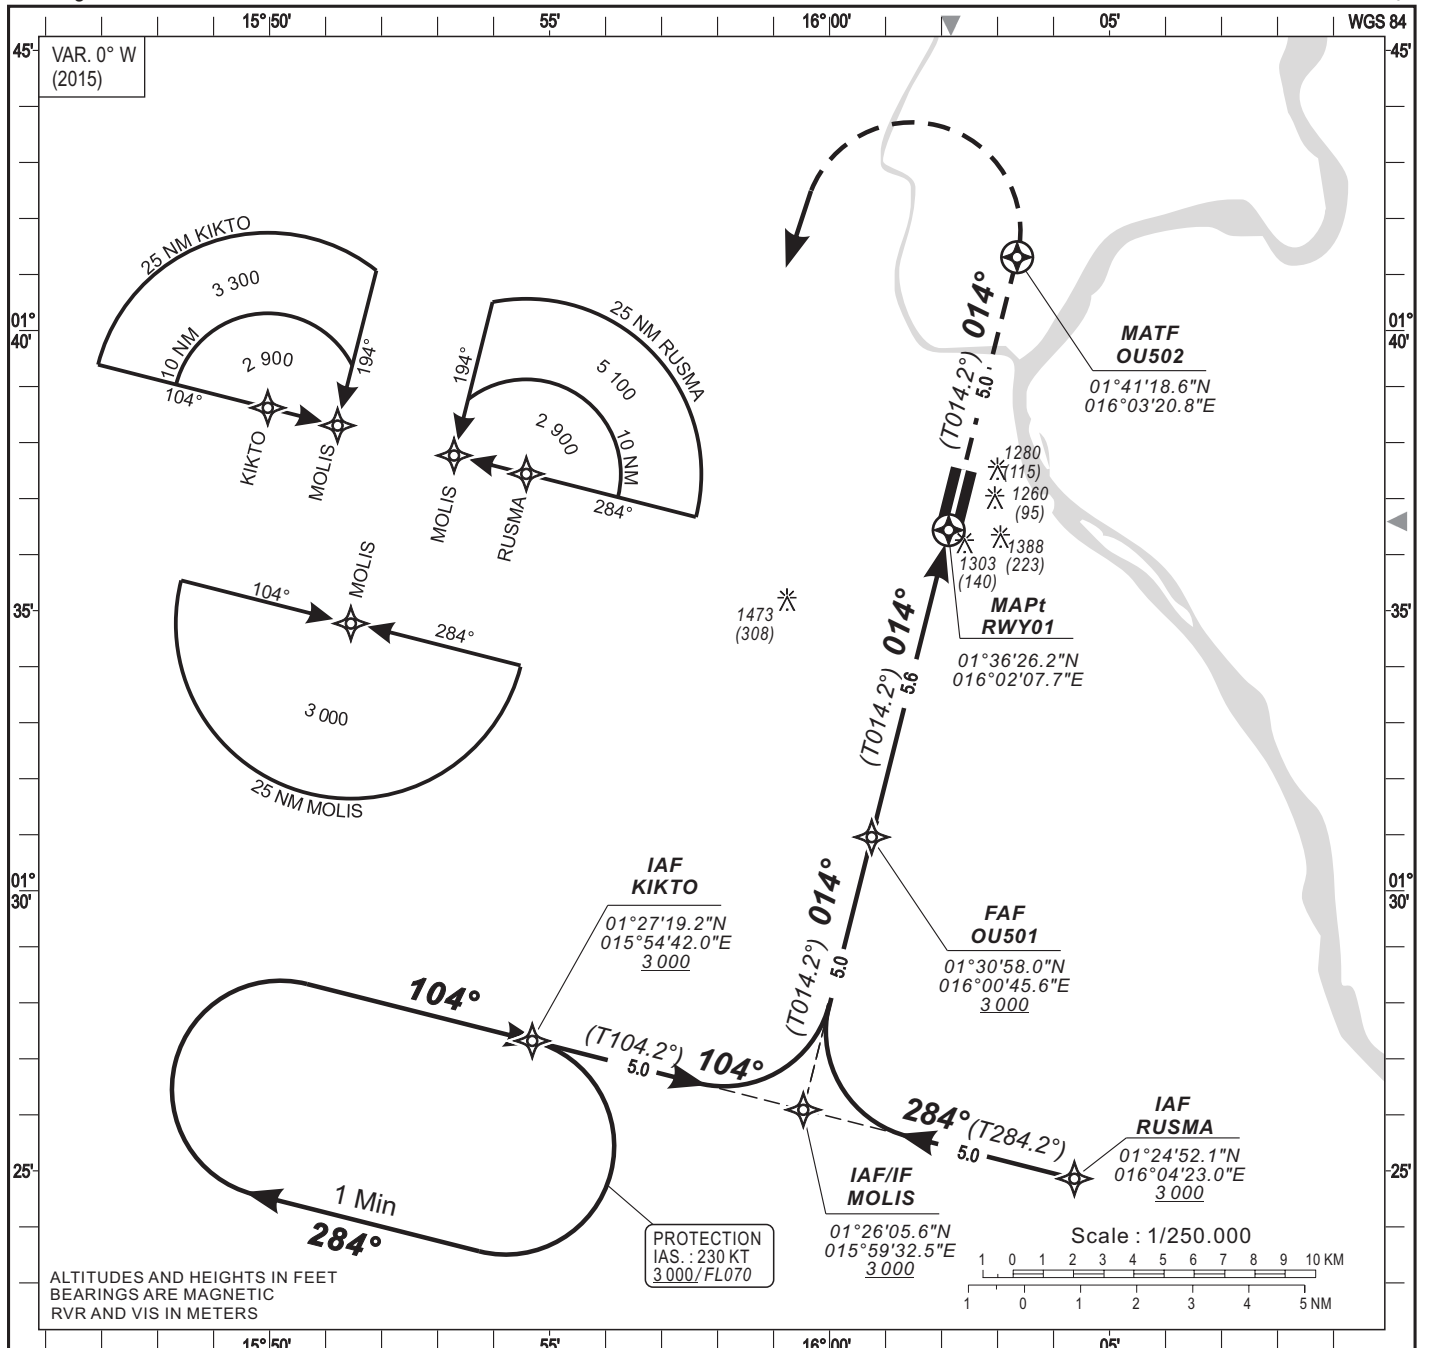 15°50'
55'
16°00'
05'
WGS 84
45'
45'
VAR. 0° W
(2015)
25 NM KIKTO
3 300
10 NM
2 900
194°
104°
KIKTO
MOLIS
25 NM RUSMA
194°
5 100
2 900
10 NM
284°
MOLIS
RUSMA
01°
40'
01°
40'
014°
(T014.2°)
5.0
MATF
OU502
01°41'18.6"N
016°03'20.8"E
1280
(115)
1260
(95)
1388
(223)
1303
(140)
MOLIS
104°
284°
3 000
25 NM MOLIS
35'
35'
1473
(308)
MAPt
RWY01
01°36'26.2"N
016°02'07.7"E
014°
(T014.2°)
5.6
01°
30'
01°
30'
IAF
KIKTO
01°27'19.2"N
015°54'42.0"E
3 000
014°
(T014.2°)
5.0
FAF
OU501
01°30'58.0"N
016°00'45.6"E
3 000
104°
(T104.2°)
5.0
104°
284°
(T284.2°)
5.0
IAF
RUSMA
01°24'52.1"N
016°04'23.0"E
3 000
25'
25'
1 Min
284°
IAF/IF
MOLIS
01°26'05.6"N
015°59'32.5"E
3 000
PROTECTION
IAS. : 230 KT
3 000/ FL070
Scale : 1/250.000
1 0 1 2 3 4 5 6 7 8 9 10 KM
1 0 1 2 3 4 5 NM
ALTITUDES AND HEIGHTS IN FEET
BEARINGS ARE MAGNETIC
RVR AND VIS IN METERS
15°50'
55'
16°00'
05'